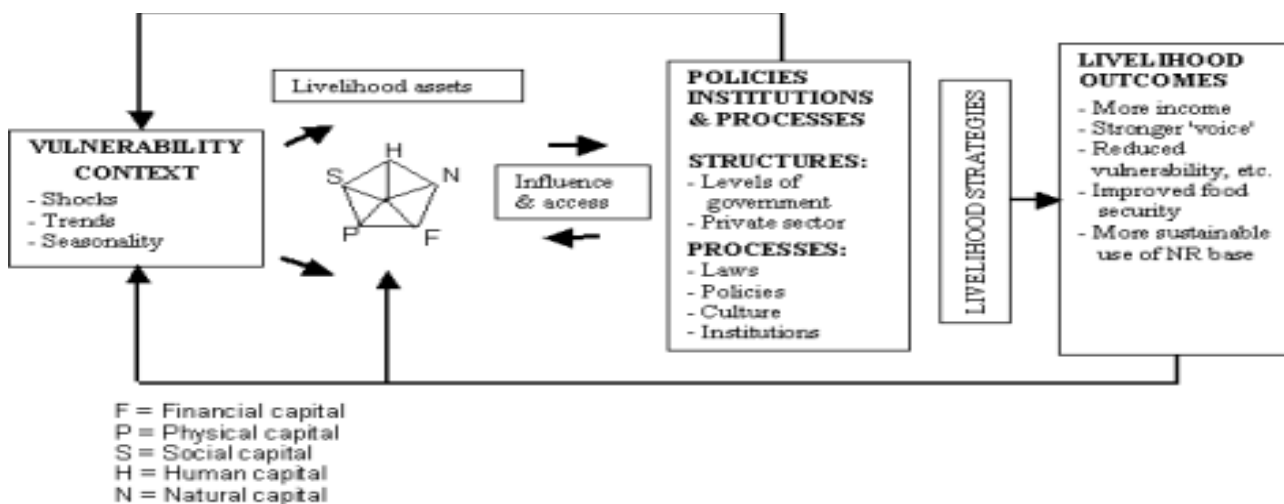 Livelihood assets
VULNERABILITY
CONTEXT
- Shocks
- Trends
- Seasonality
H
S
N
P
F
Influence
& access
POLICIES
INSTITUTIONS
& PROCESSES
STRUCTURES:
- Levels of
government
- Private sector
PROCESSES:
- Laws
- Policies
- Culture
- Institutions
LIVELIHOOD STRATEGIES
LIVELIHOOD
OUTCOMES
- More income
- Stronger 'voice'
- Reduced
vulnerability, etc.
- Improved food
security
- More sustainable
use of NR base
F = Financial capital
P = Physical capital
S = Social capital
H = Human capital
N = Natural capital